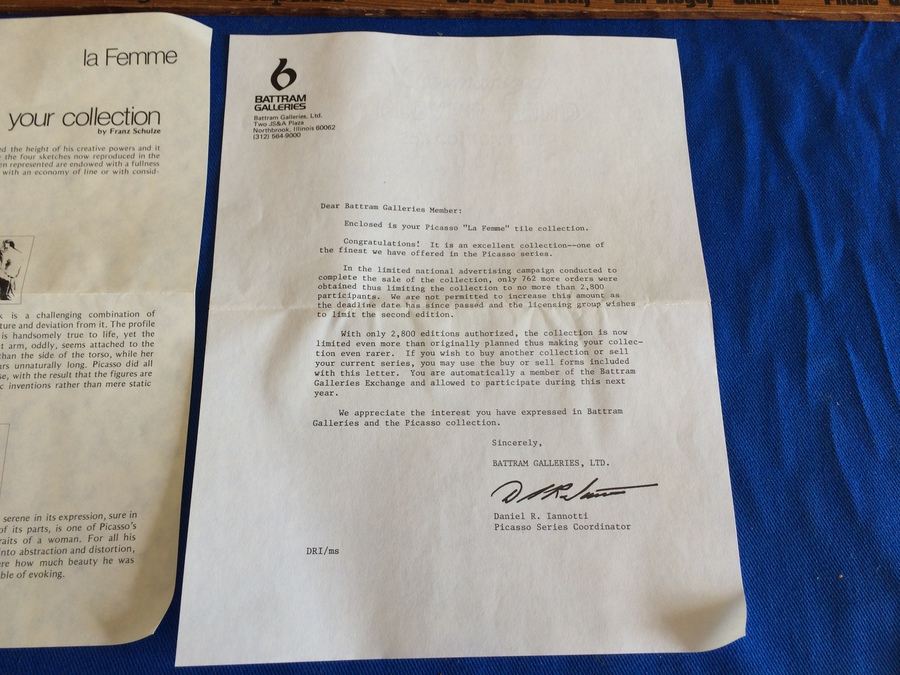 San Diego, Calif.
Phone
la Femme
your collection
by Franz Schulze
the height of his creative powers and it
the four sketches now reproduced in the
represented are endowed with a fullness
with an economy of line or with consid-
is a challenging combination of
and deviation from it. The profile
is handsomely true to life, yet the
arm, oddly, seems attached to the
than the side of the torso, while her
unnaturally long. Picasso did all
with the result that the figures are
inventions rather than mere static
serene in its expression, sure in
of its parts, is one of Picasso's
of a woman. For all his
into abstraction and distortion,
how much beauty he was
of evoking.
BATTRAM
GALLERIES
Battram Galleries, Ltd.
Two JS&A Plaza
Northbrook, Illinois 60062
(312) 564-9000
Dear Battram Galleries Member:
Enclosed is your Picasso "La Femme" tile collection.
Congratulations! It is an excellent collection--one of
the finest we have offered in the Picasso series.
In the limited national advertising campaign conducted to
complete the sale of the collection, only 762 more orders were
obtained thus limiting the collection to no more than 2,800
participants. We are not permitted to increase this amount as
the deadline date has since passed and the licensing group wishes
to limit the second edition.
With only 2,800 editions authorized, the collection is now
limited even more than originally planned thus making your collec-
tion even rarer. If you wish to buy another collection or sell
your current series, you may use the buy or sell forms included
with this letter. You are automatically a member of the Battram
Galleries Exchange and allowed to participate during this next
year.
We appreciate the interest you have expressed in Battram
Galleries and the Picasso collection.
Sincerely,
BATTRAM GALLERIES, LTD.
Daniel R. Iannotti
Picasso Series Coordinator
DRI/ms